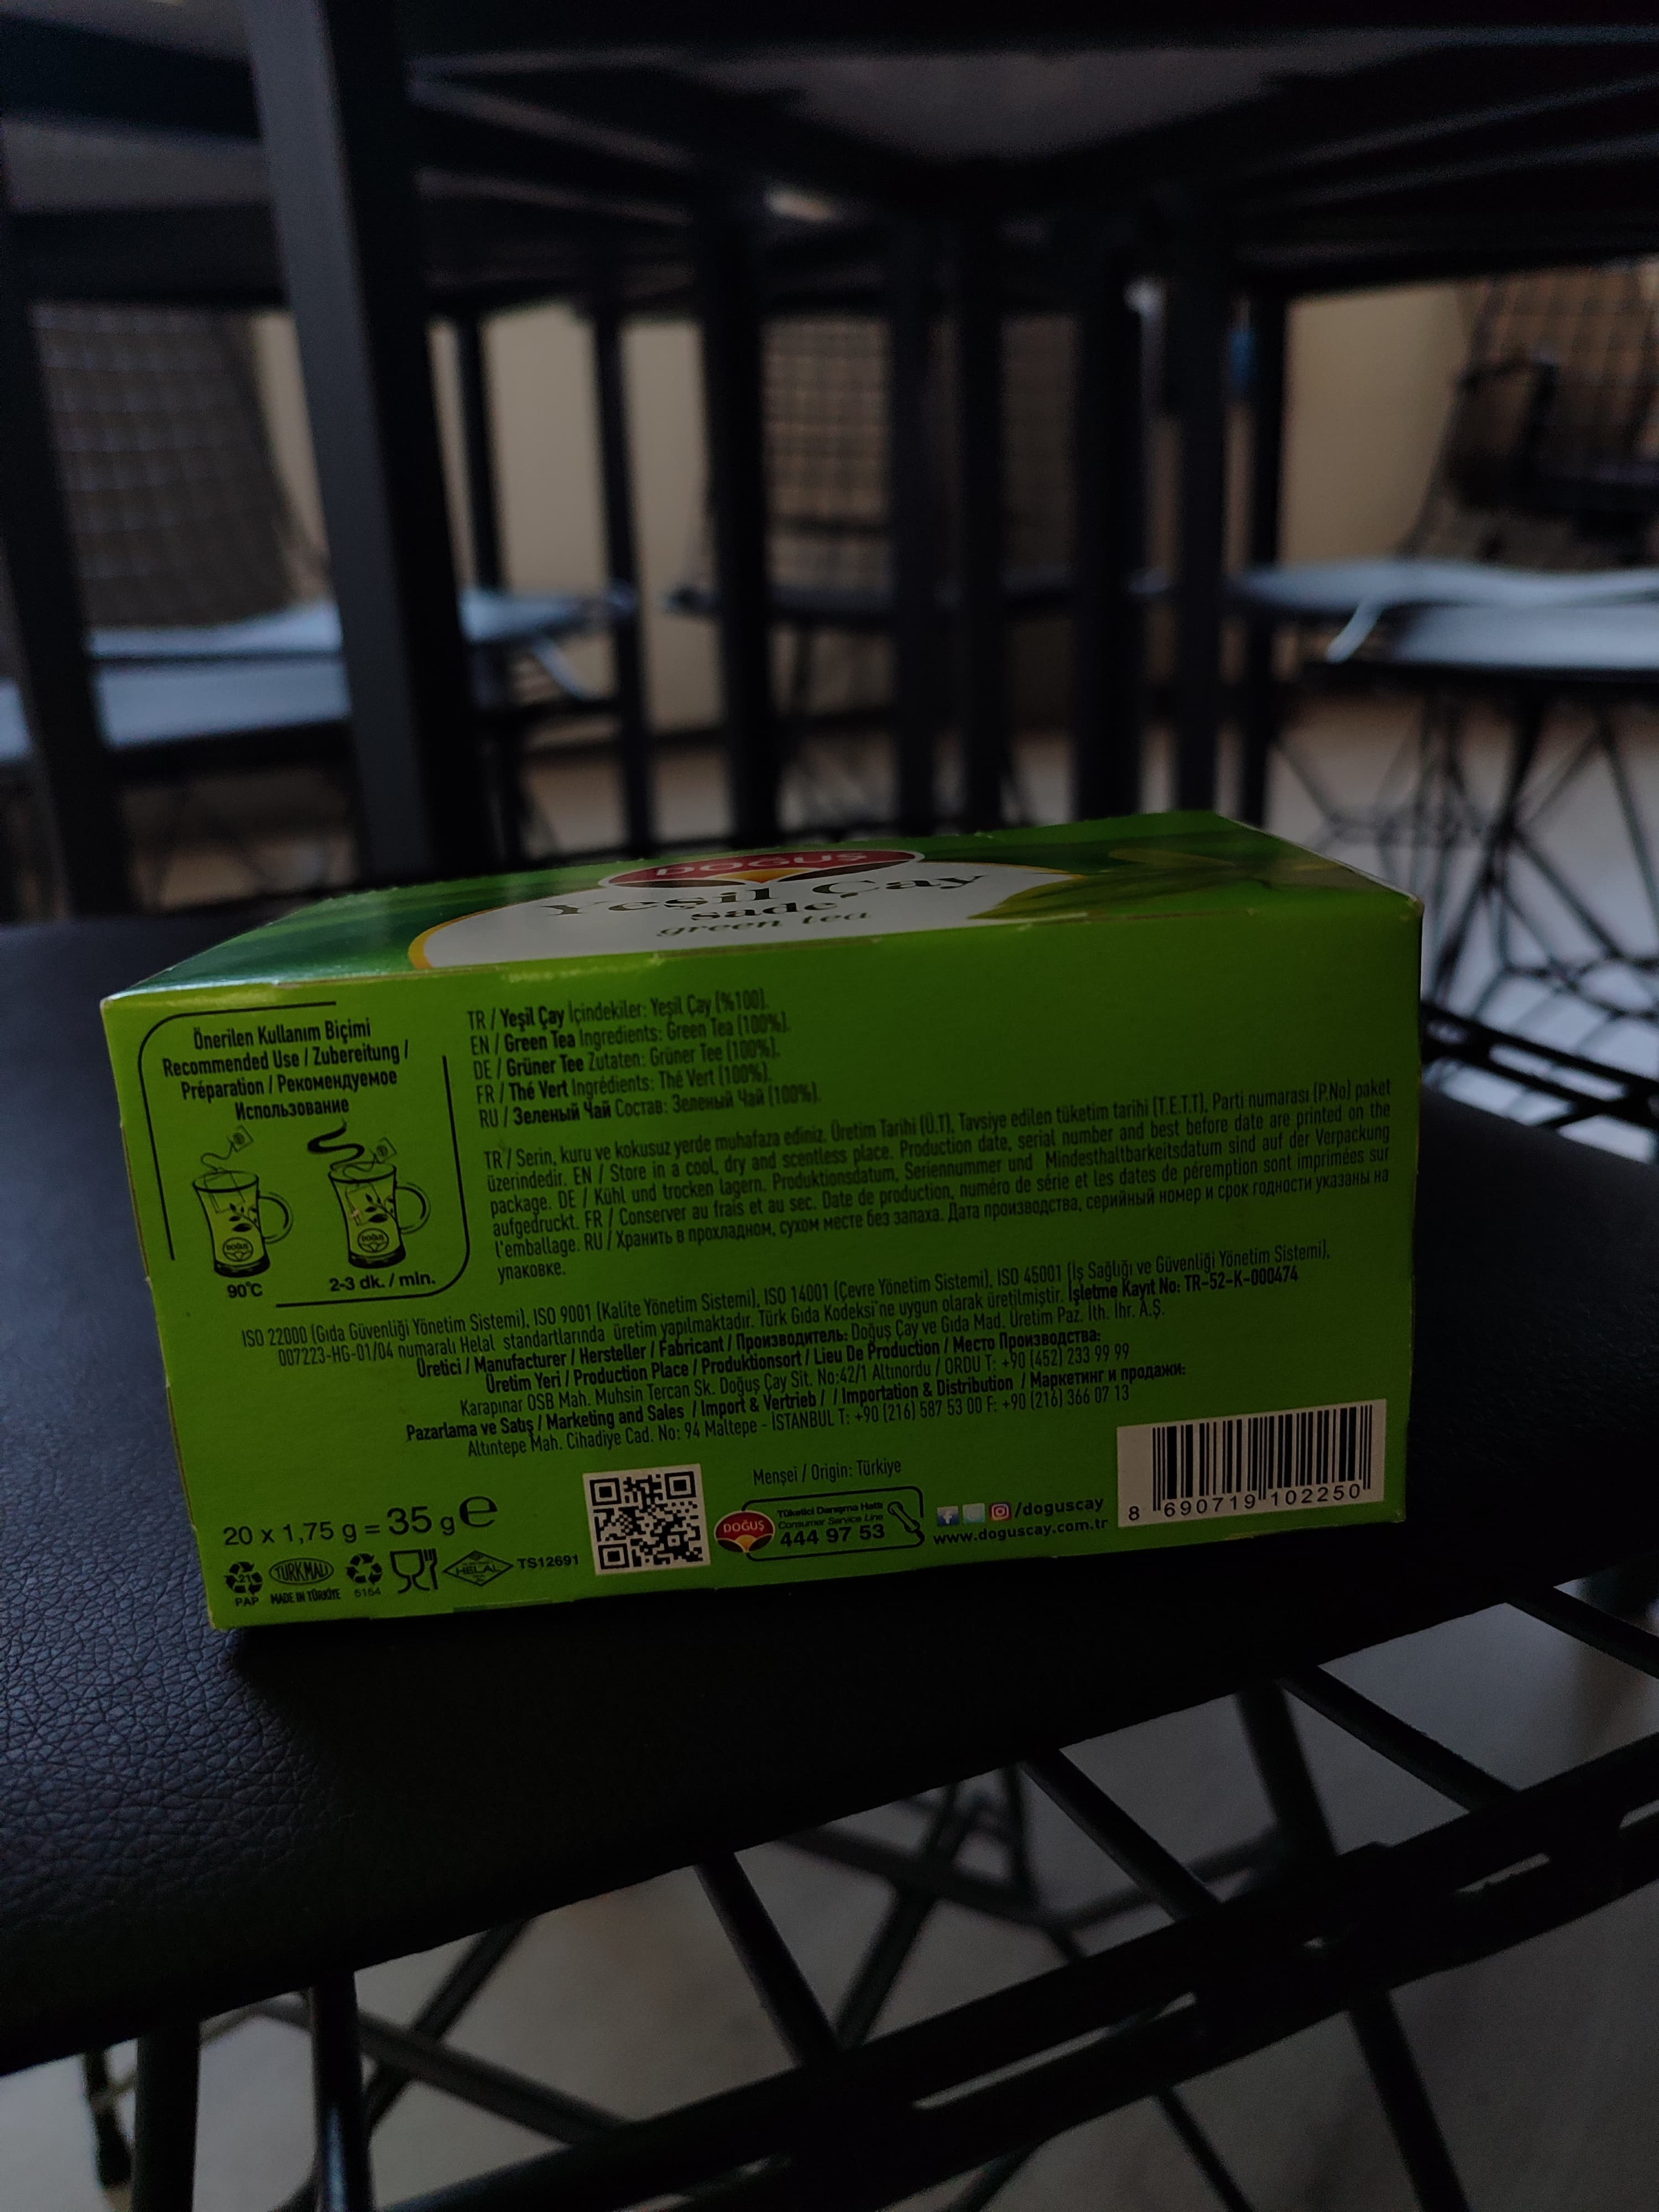 DOĞUŞ
Yeşil Çay
sade
green tea
Önerilen Kullanım Biçimi
Recommended Use / Zubereitung /
Préparation / Рекомендуемое
Использование
DOĞUŞ
90°C
DOĞUŞ
2-3 dk. / min.
TR / Yeşil Çay İçindekiler: Yeşil Çay (%100).
EN / Green Tea Ingredients: Green Tea (100%).
DE / Grüner Tee Zutaten: Grüner Tee (100%).
FR / Thé Vert Ingrédients: Thé Vert (100%).
RU / Зеленый Чай Состав: Зеленый Чай (100%).
TR / Serin, kuru ve kokusuz yerde muhafaza ediniz. Üretim Tarihi (Ü.T), Tavsiye edilen tüketim tarihi (T.E.T.T), Parti numarası (P.No) paket
üzerindedir. EN / Store in a cool, dry and scentless place. Production date, serial number and best before date are printed on the
package. DE / Kühl und trocken lagern. Produktionsdatum, Seriennummer und Mindesthaltbarkeitsdatum sind auf der Verpackung
aufgedruckt. FR / Conserver au frais et au sec. Date de production, numéro de série et les dates de péremption sont imprimées sur
l'emballage. RU / Хранить в прохладном, сухом месте без запаха. Дата производства, серийный номер и срок годности указаны на
упаковке.
ISO 22000 (Gıda Güvenliği Yönetim Sistemi), ISO 9001 (Kalite Yönetim Sistemi), ISO 14001 (Çevre Yönetim Sistemi), ISO 45001 (İş Sağlığı ve Güvenliği Yönetim Sistemi),
007223-HG-01/04 numaralı Helal standartlarında üretim yapılmaktadır. Türk Gıda Kodeksi'ne uygun olarak üretilmiştir. İşletme Kayıt No: TR-52-K-000474
Üretici / Manufacturer / Hersteller / Fabricant / Производитель: Doğuş Çay ve Gıda Mad. Üretim Paz. İth. İhr. A.Ş.
Üretim Yeri / Production Place / Produktionsort / Lieu De Production / Место Производства:
Karapınar OSB Mah. Muhsin Tercan Sk. Doğuş Çay Sit. No:42/1 Altınordu / ORDU T: +90 (452) 233 99 99
Pazarlama ve Satış / Marketing and Sales / Import & Vertrieb / / Importation & Distribution / Маркетинг и продажи:
Altıntepe Mah. Cihadiye Cad. No: 94 Maltepe - İSTANBUL T: +90 (216) 587 53 00 F: +90 (216) 366 07 13
Menşei / Origin: Türkiye
20 x 1,75 g = 35 g e
21
PAP
TÜRK MALI
MADE IN TÜRKİYE
5154
HELAL
TS12691
DOĞUŞ
Tüketici Danışma Hattı
Consumer Service Line
444 97 53
/doguscay
www.doguscay.com.tr
8 690719 102250